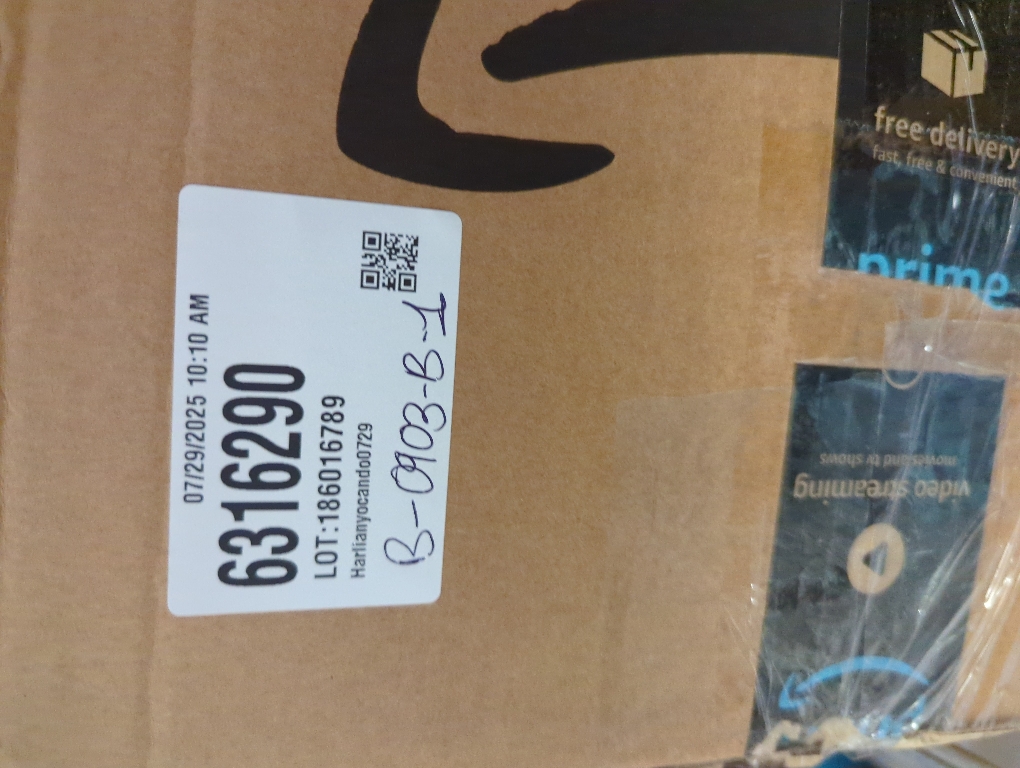 07/29/2025 10:10 AM
6316290
LOT:186016789
Harlianyocando0729
B-0903-B-1
free delivery
fast, free & convenient
prime
video streaming
movies and tv shows